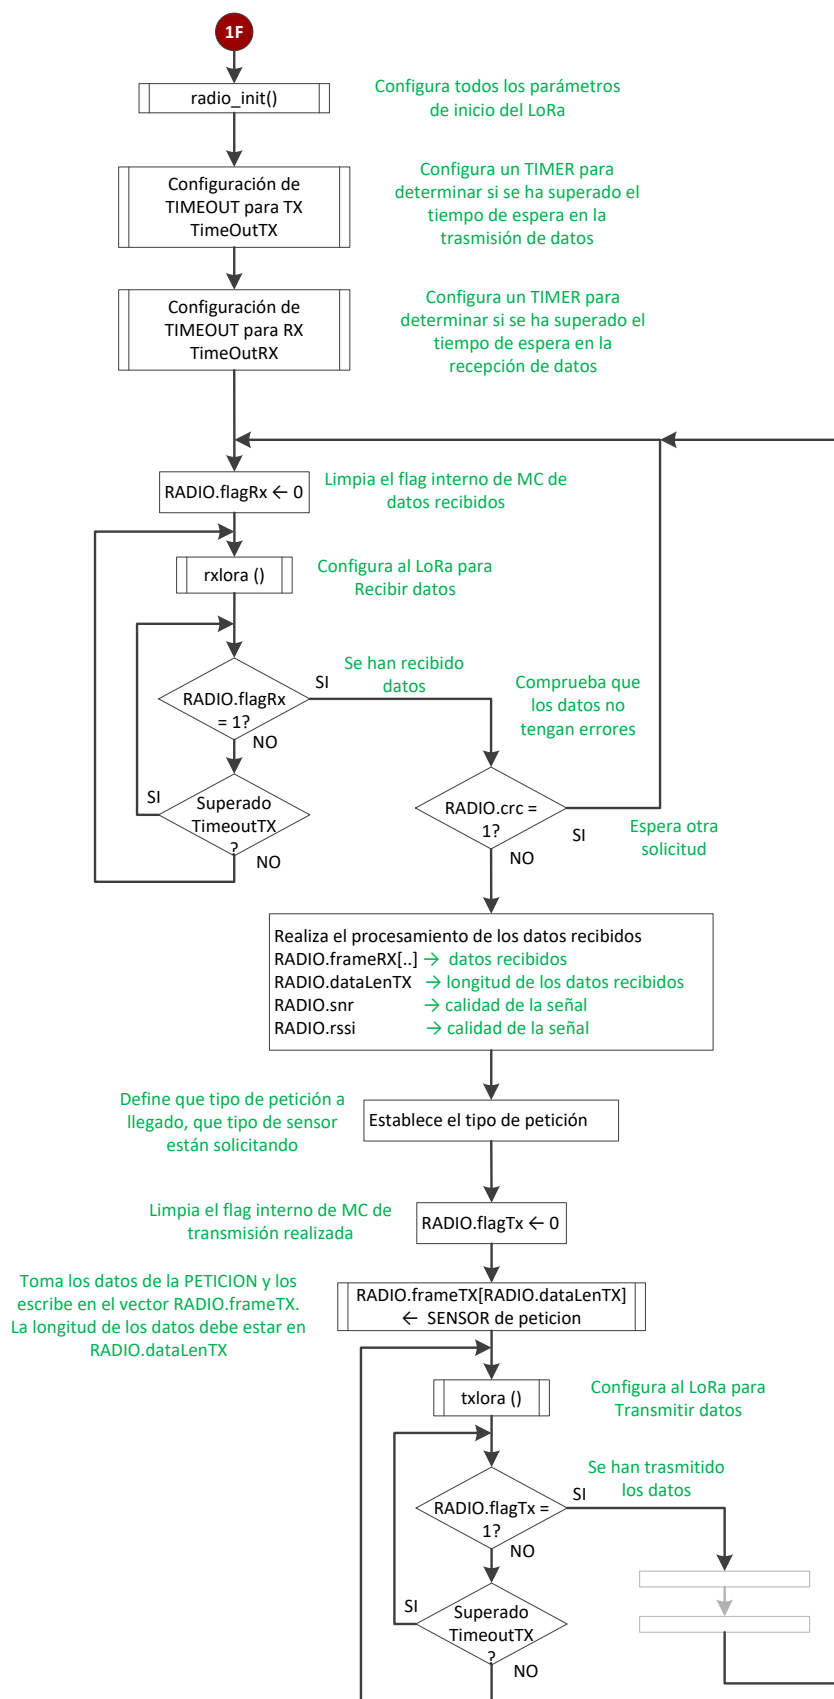 1F
radio_init()
Configura todos los parámetros
de inicio del LoRa
Configuración de
TIMEOUT para TX
TimeOutTX
Configura un TIMER para
determinar si se ha superado el
tiempo de espera en la
trasmisión de datos
Configuración de
TIMEOUT para RX
TimeOutRX
Configura un TIMER para
determinar si se ha superado el
tiempo de espera en la
recepción de datos
RADIO.flagRx ← 0
Limpia el flag interno de MC de
datos recibidos
rxlora ()
Configura al LoRa para
Recibir datos
RADIO.flagRx
= 1?
SI
NO
Se han recibido
datos
Comprueba que
los datos no
tengan errores
Superado
TimeoutTX
?
SI
NO
RADIO.crc =
1?
SI
NO
Espera otra
solicitud
Realiza el procesamiento de los datos recibidos
RADIO.frameRX[..] → datos recibidos
RADIO.dataLenTX → longitud de los datos recibidos
RADIO.snr → calidad de la señal
RADIO.rssi → calidad de la señal
Define que tipo de petición a
llegado, que tipo de sensor
están solicitando
Establece el tipo de petición
Limpia el flag interno de MC de
transmisión realizada
RADIO.flagTx ← 0
Toma los datos de la PETICION y los
escribe en el vector RADIO.frameTX.
La longitud de los datos debe estar en
RADIO.dataLenTX
RADIO.frameTX[RADIO.dataLenTX]
← SENSOR de peticion
txlora ()
Configura al LoRa para
Transmitir datos
RADIO.flagTx =
1?
SI
NO
Se han trasmitido
los datos
Superado
TimeoutTX
?
SI
NO